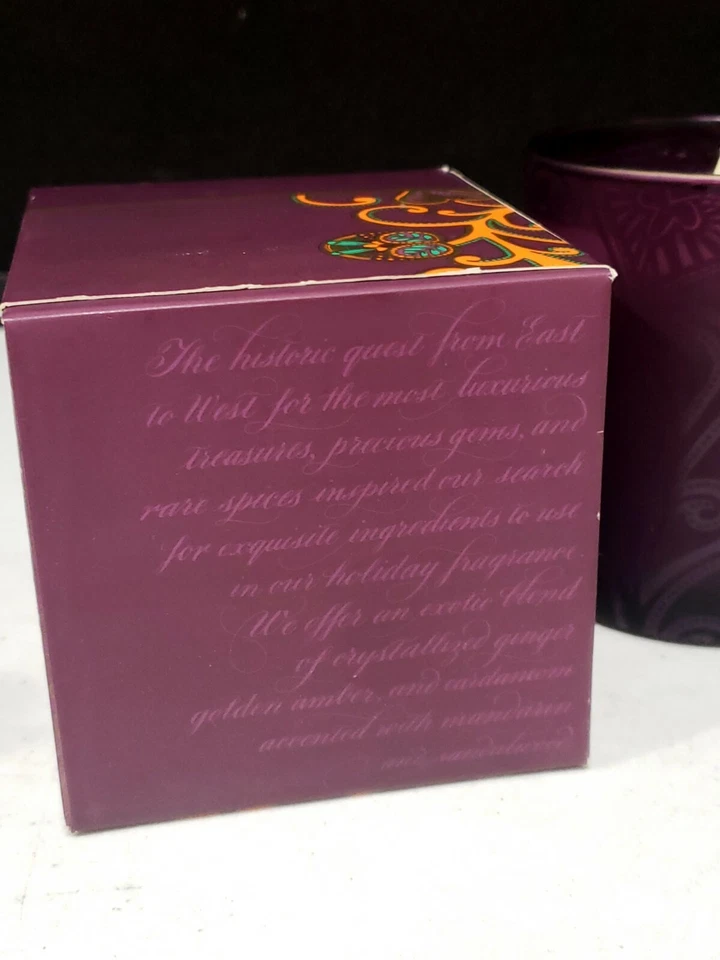 The historic quest from East
to West for the most luxurious
treasures, precious gems, and
rare spices inspired our search
for exquisite ingredients to use
in our holiday fragrance.
We offer an exotic blend
of crystallized ginger
golden amber, and cardamom
accented with mandarin
and sandalwood